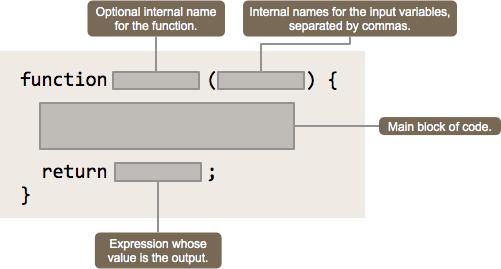 Optional internal name
for the function.
Internal names for the input variables,
separated by commas.
function ( ) {
Main block of code.
return ;
}
Expression whose
value is the output.